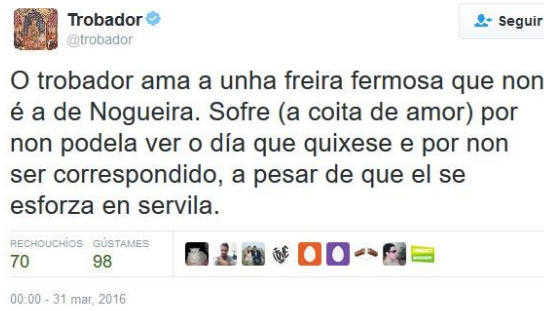 Trobador
@trobador
Seguir
O trobador ama a unha freira fermosa que non
é a de Nogueira. Sofre (a coita de amor) por
non podela ver o día que quixese e por non
ser correspondido, a pesar de que el se
esforza en servila.
RECHOUCHÍOS GÚSTAMES
70 98
00:00 - 31 mar, 2016